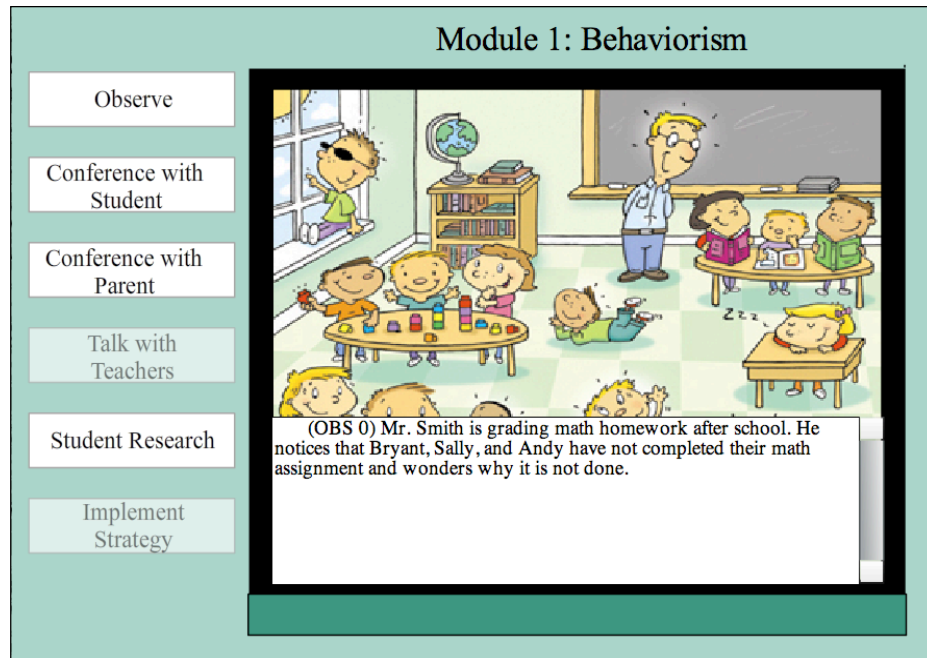 Module 1: Behaviorism
Observe
Conference with
Student
Conference with
Parent
Talk with
Teachers
Student Research
Implement
Strategy
z z z
(OBS 0) Mr. Smith is grading math homework after school. He
notices that Bryant, Sally, and Andy have not completed their math
assignment and wonders why it is not done.